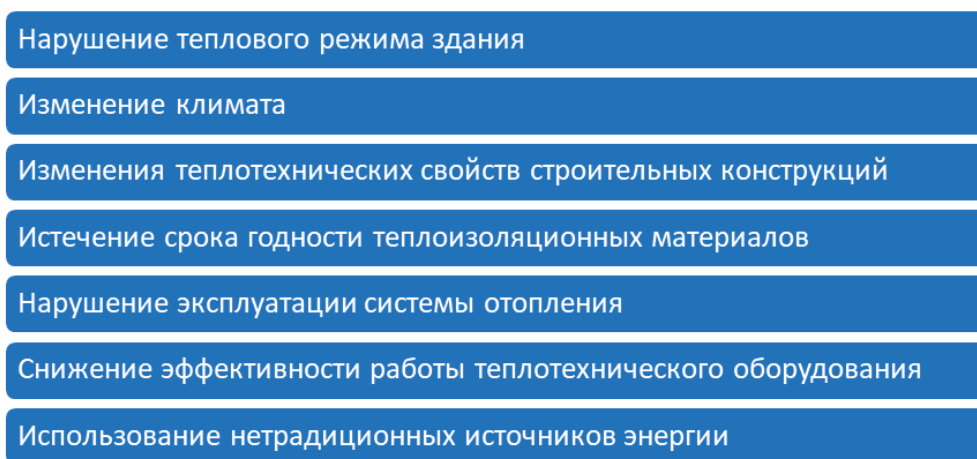 Нарушение теплового режима здания
Изменение климата
Изменения теплотехнических свойств строительных конструкций
Истечение срока годности теплоизоляционных материалов
Нарушение эксплуатации системы отопления
Снижение эффективности работы теплотехнического оборудования
Использование нетрадиционных источников энергии